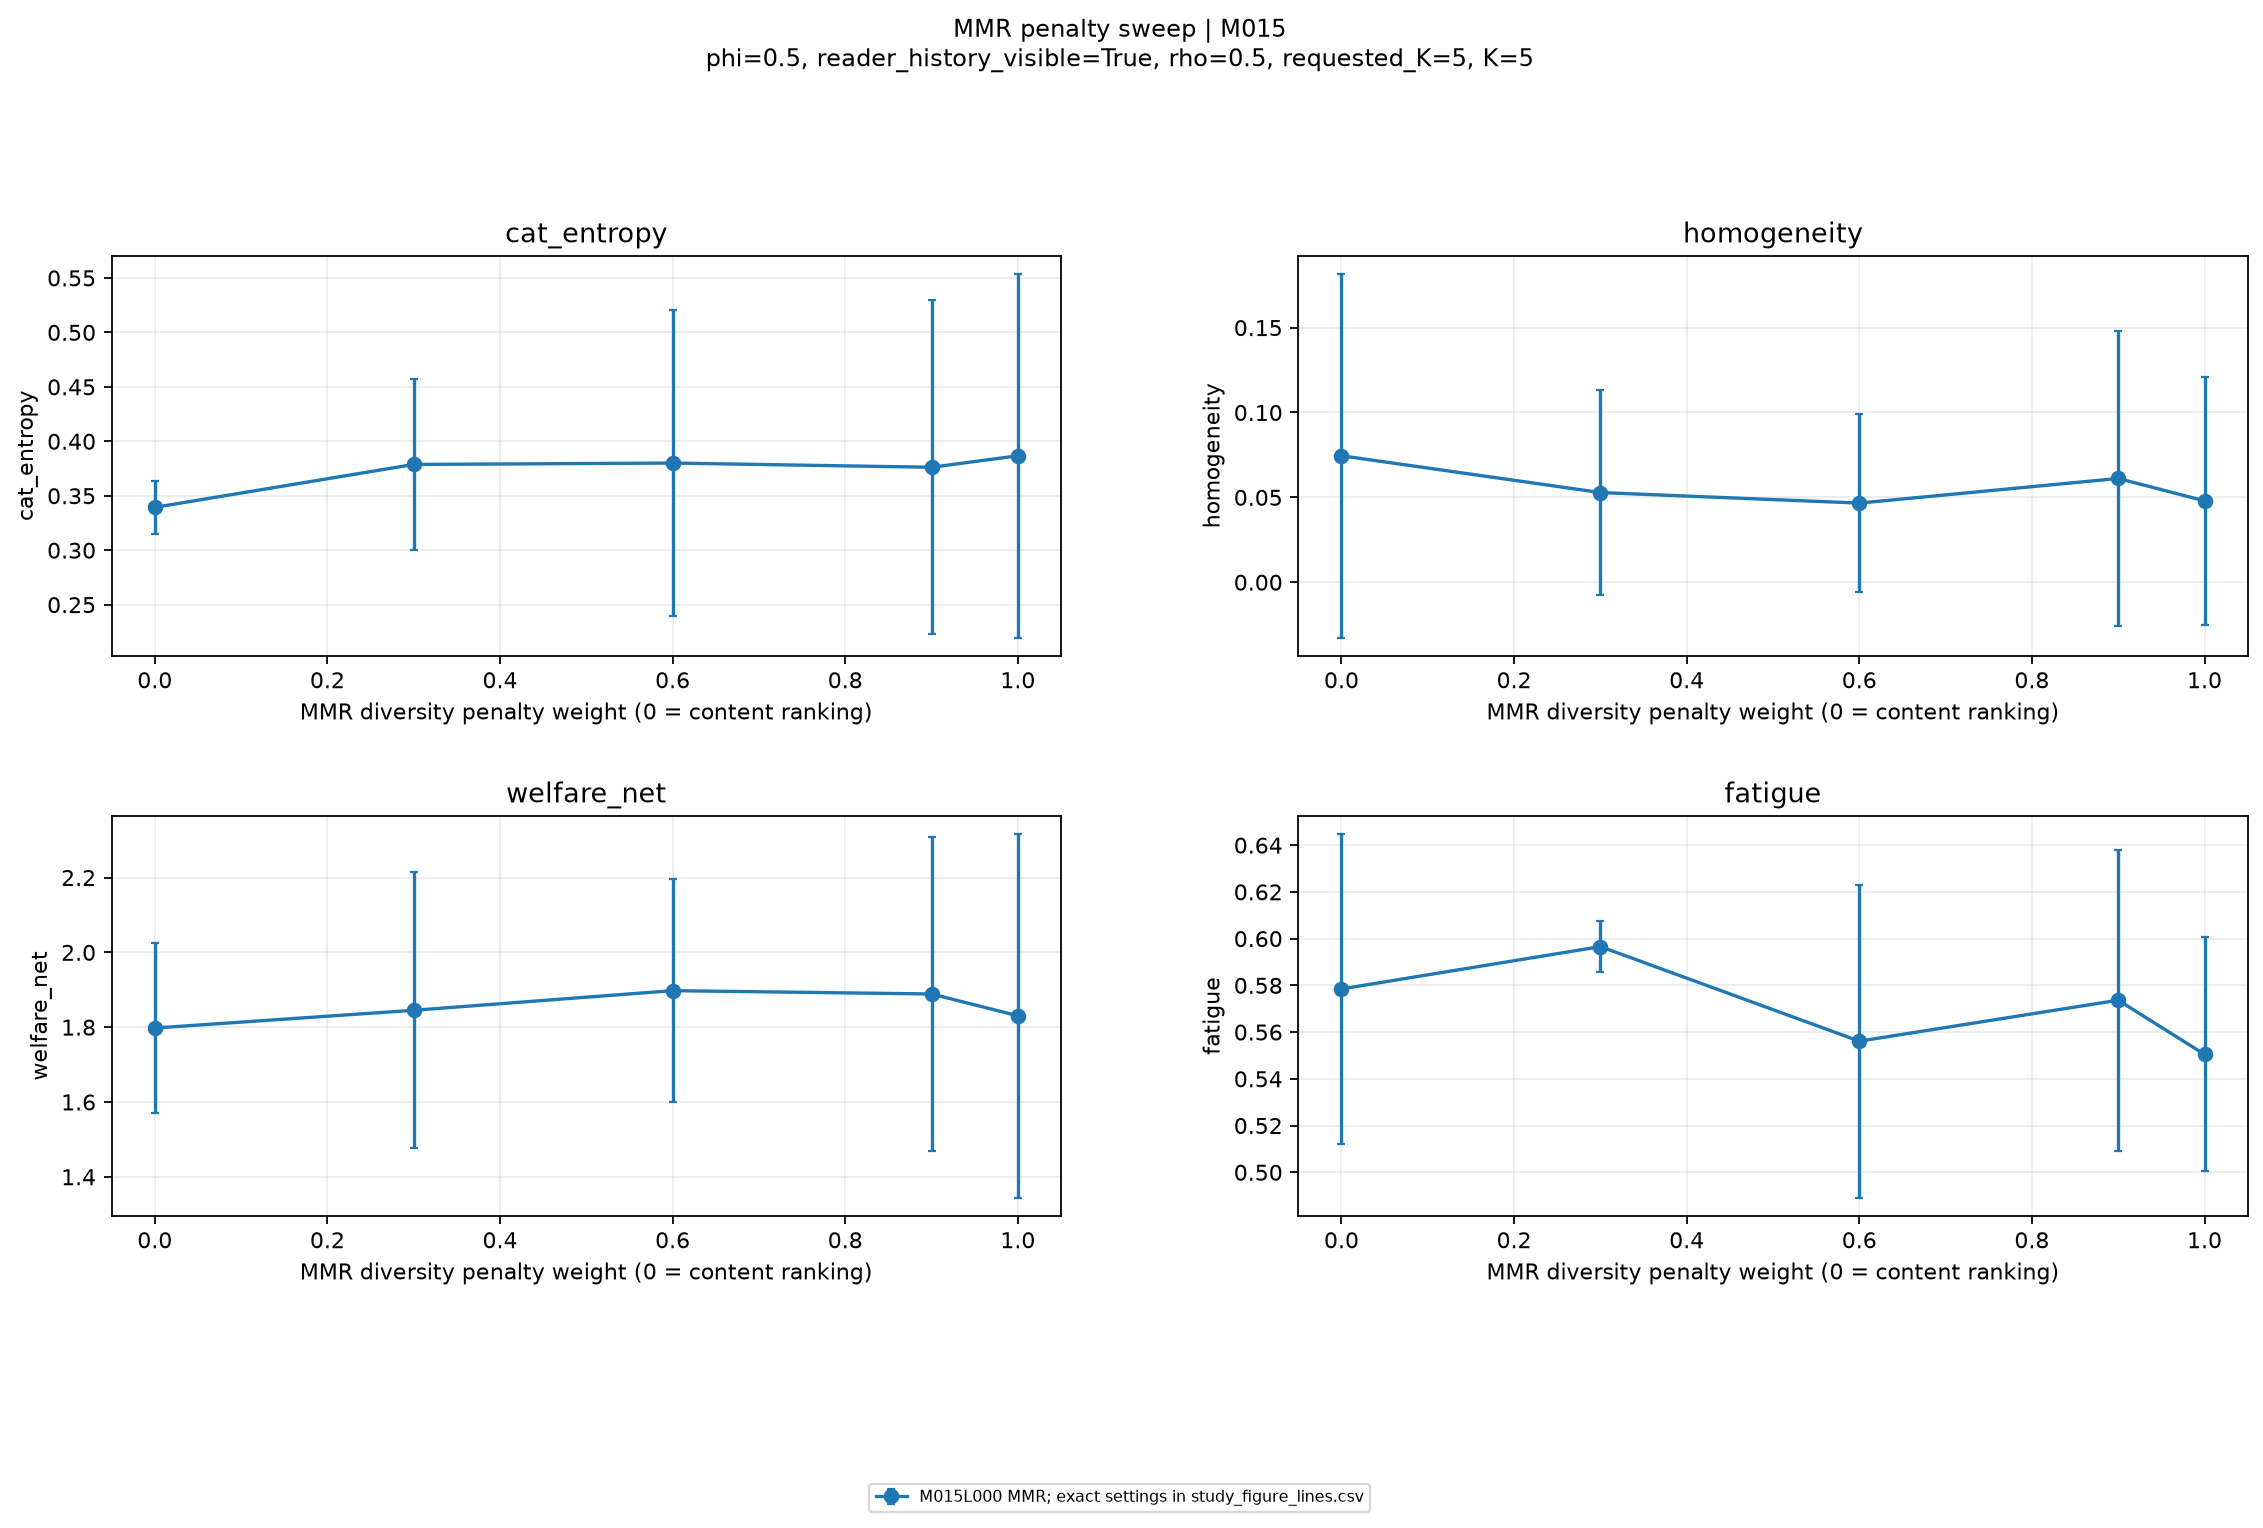 MMR penalty sweep | M015
phi=0.5, reader_history_visible=True, rho=0.5, requested_K=5, K=5
cat_entropy
cat_entropy
0.55
0.50
0.45
0.40
0.35
0.30
0.25
0.0 0.2 0.4 0.6 0.8 1.0
MMR diversity penalty weight (0 = content ranking)
homogeneity
homogeneity
0.15
0.10
0.05
0.00
0.0 0.2 0.4 0.6 0.8 1.0
MMR diversity penalty weight (0 = content ranking)
welfare_net
welfare_net
2.2
2.0
1.8
1.6
1.4
0.0 0.2 0.4 0.6 0.8 1.0
MMR diversity penalty weight (0 = content ranking)
fatigue
fatigue
0.64
0.62
0.60
0.58
0.56
0.54
0.52
0.50
0.0 0.2 0.4 0.6 0.8 1.0
MMR diversity penalty weight (0 = content ranking)
M015L000 MMR; exact settings in study_figure_lines.csv